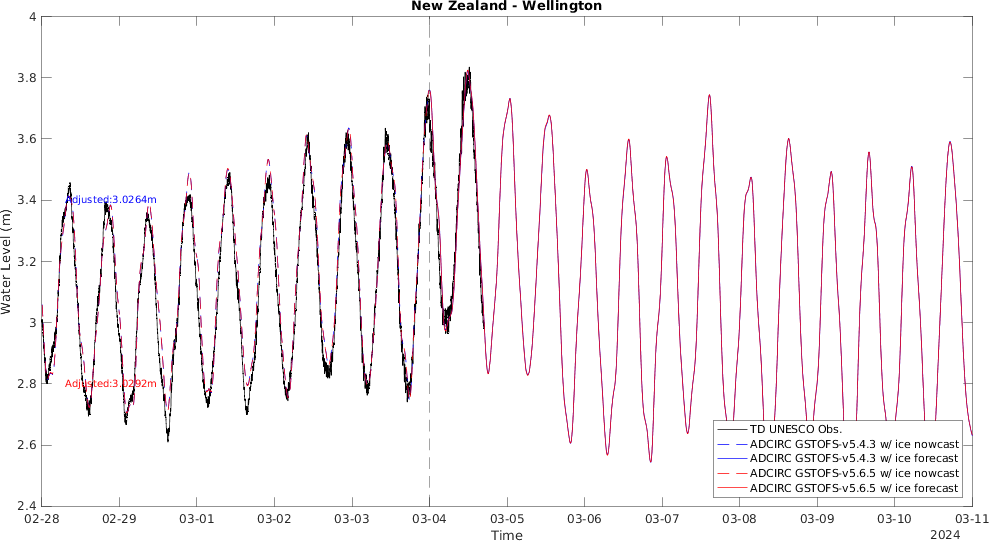 New Zealand - Wellington
4
3.8
3.6
3.4
3.2
3
2.8
2.6
2.4
Water Level (m)
Adjusted:3.0264m
Adjusted:3.0292m
TD UNESCO Obs.
ADCIRC GSTOFS-v5.4.3 w/ ice nowcast
ADCIRC GSTOFS-v5.4.3 w/ ice forecast
ADCIRC GSTOFS-v5.6.5 w/ ice nowcast
ADCIRC GSTOFS-v5.6.5 w/ ice forecast
02-28 02-29 03-01 03-02 03-03 03-04 03-05 03-06 03-07 03-08 03-09 03-10 03-11
Time 2024